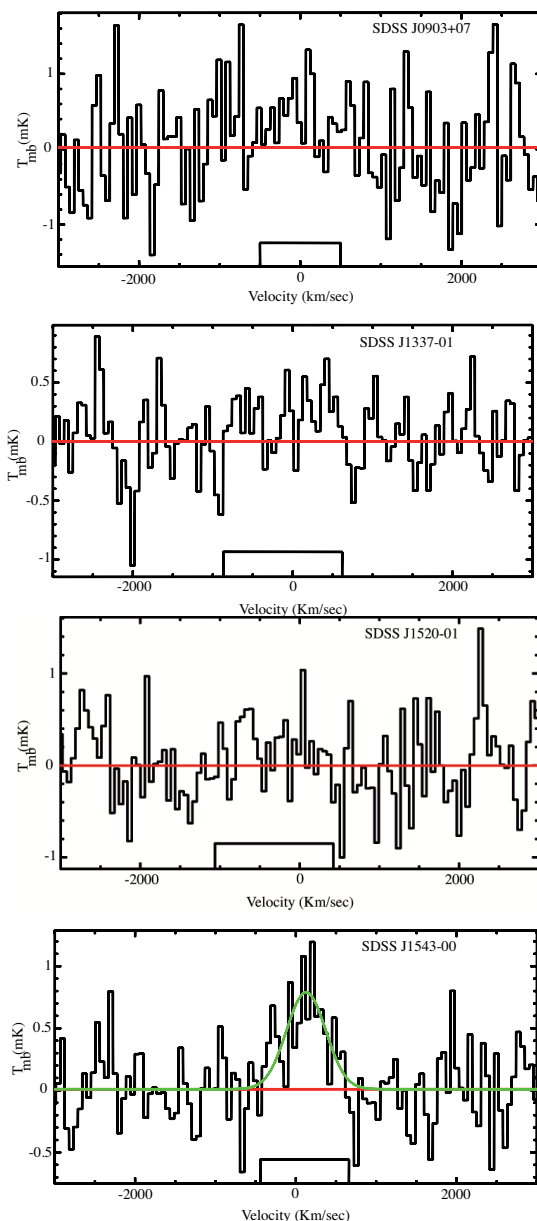 SDSS J0903+07
1
0
-1
T_mb(mK)
-2000 0 2000
Velocity (km/sec)
SDSS J1337-01
0.5
0
-0.5
-1
T_mb(mK)
-2000 0 2000
Velocity (Km/sec)
SDSS J1520-01
1
0
-1
T_mb(mK)
-2000 0 2000
Velocity (Km/sec)
SDSS J1543-00
1
0.5
0
-0.5
T_mb(mK)
-2000 0 2000
Velocity (Km/sec)